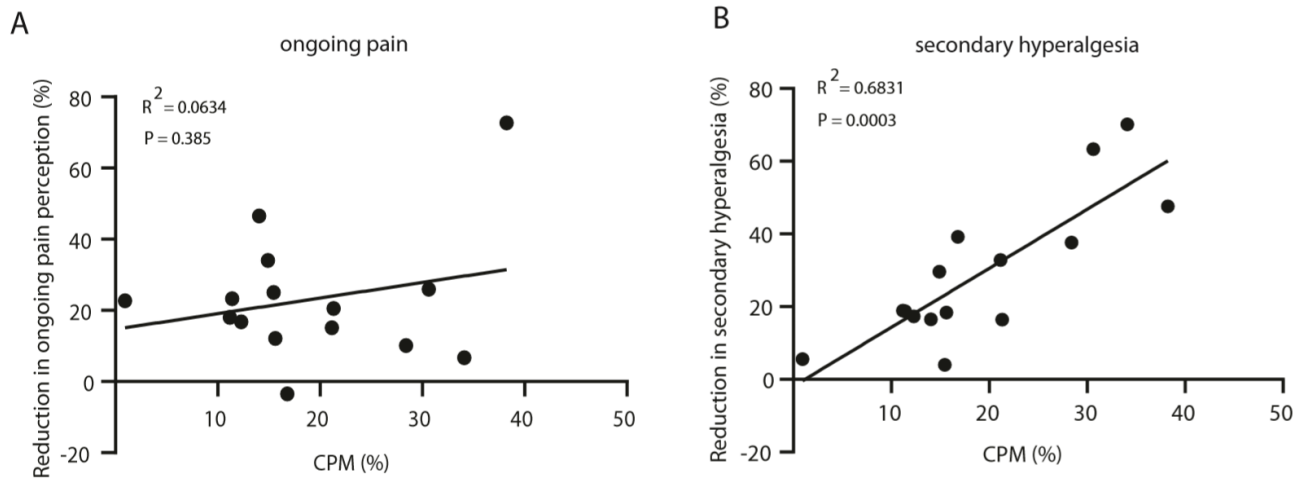 A
ongoing pain
Reduction in ongoing pain perception (%)
R2 = 0.0634
P = 0.385
80
60
40
20
0
-20
10
20
30
40
50
CPM (%)
B
secondary hyperalgesia
Reduction in secondary hyperalgesia (%)
R2 = 0.6831
P = 0.0003
80
60
40
20
0
-20
10
20
30
40
50
CPM (%)